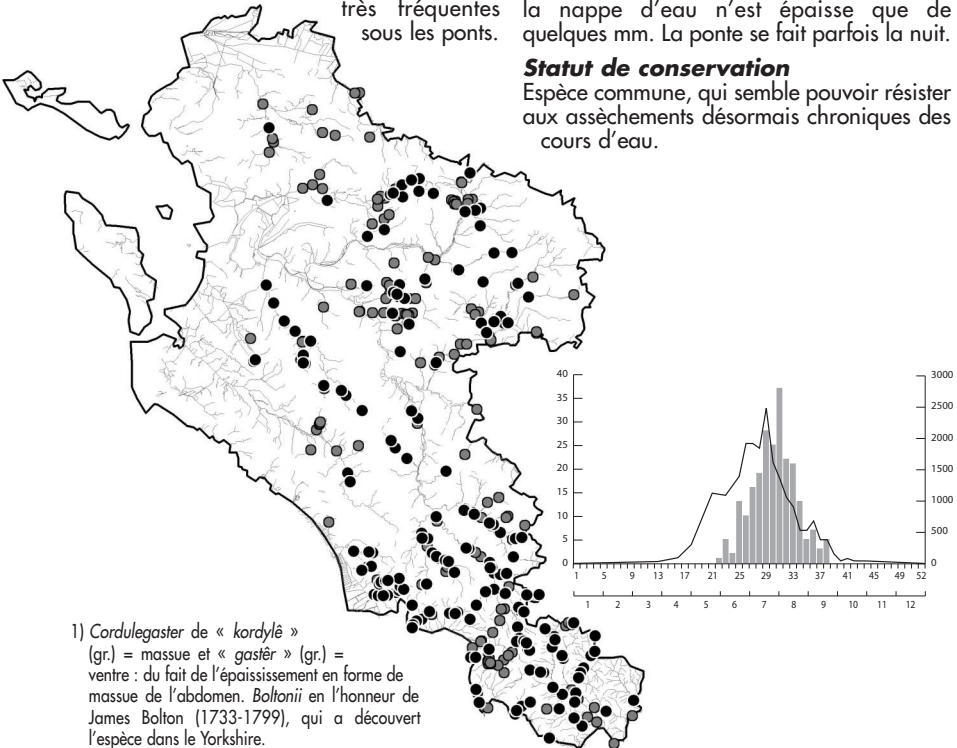 très fréquentes
sous les ponts.
la nappe d'eau n'est épaisse que de
quelques mm. La ponte se fait parfois la nuit.
Statut de conservation
Espèce commune, qui semble pouvoir résister
aux assèchements désormais chroniques des
cours d'eau.
40
35
30
25
20
15
10
5
0
3000
2500
2000
1500
1000
500
0
1 5 9 13 17 21 25 29 33 37 41 45 49 52
1 2 3 4 5 6 7 8 9 10 11 12
1) Cordulegaster de « kordylê »
(gr.) = massue et « gastêr » (gr.) =
ventre : du fait de l'épaississement en forme de
massue de l'abdomen. Boltonii en l'honneur de
James Bolton (1733-1799), qui a découvert
l'espèce dans le Yorkshire.